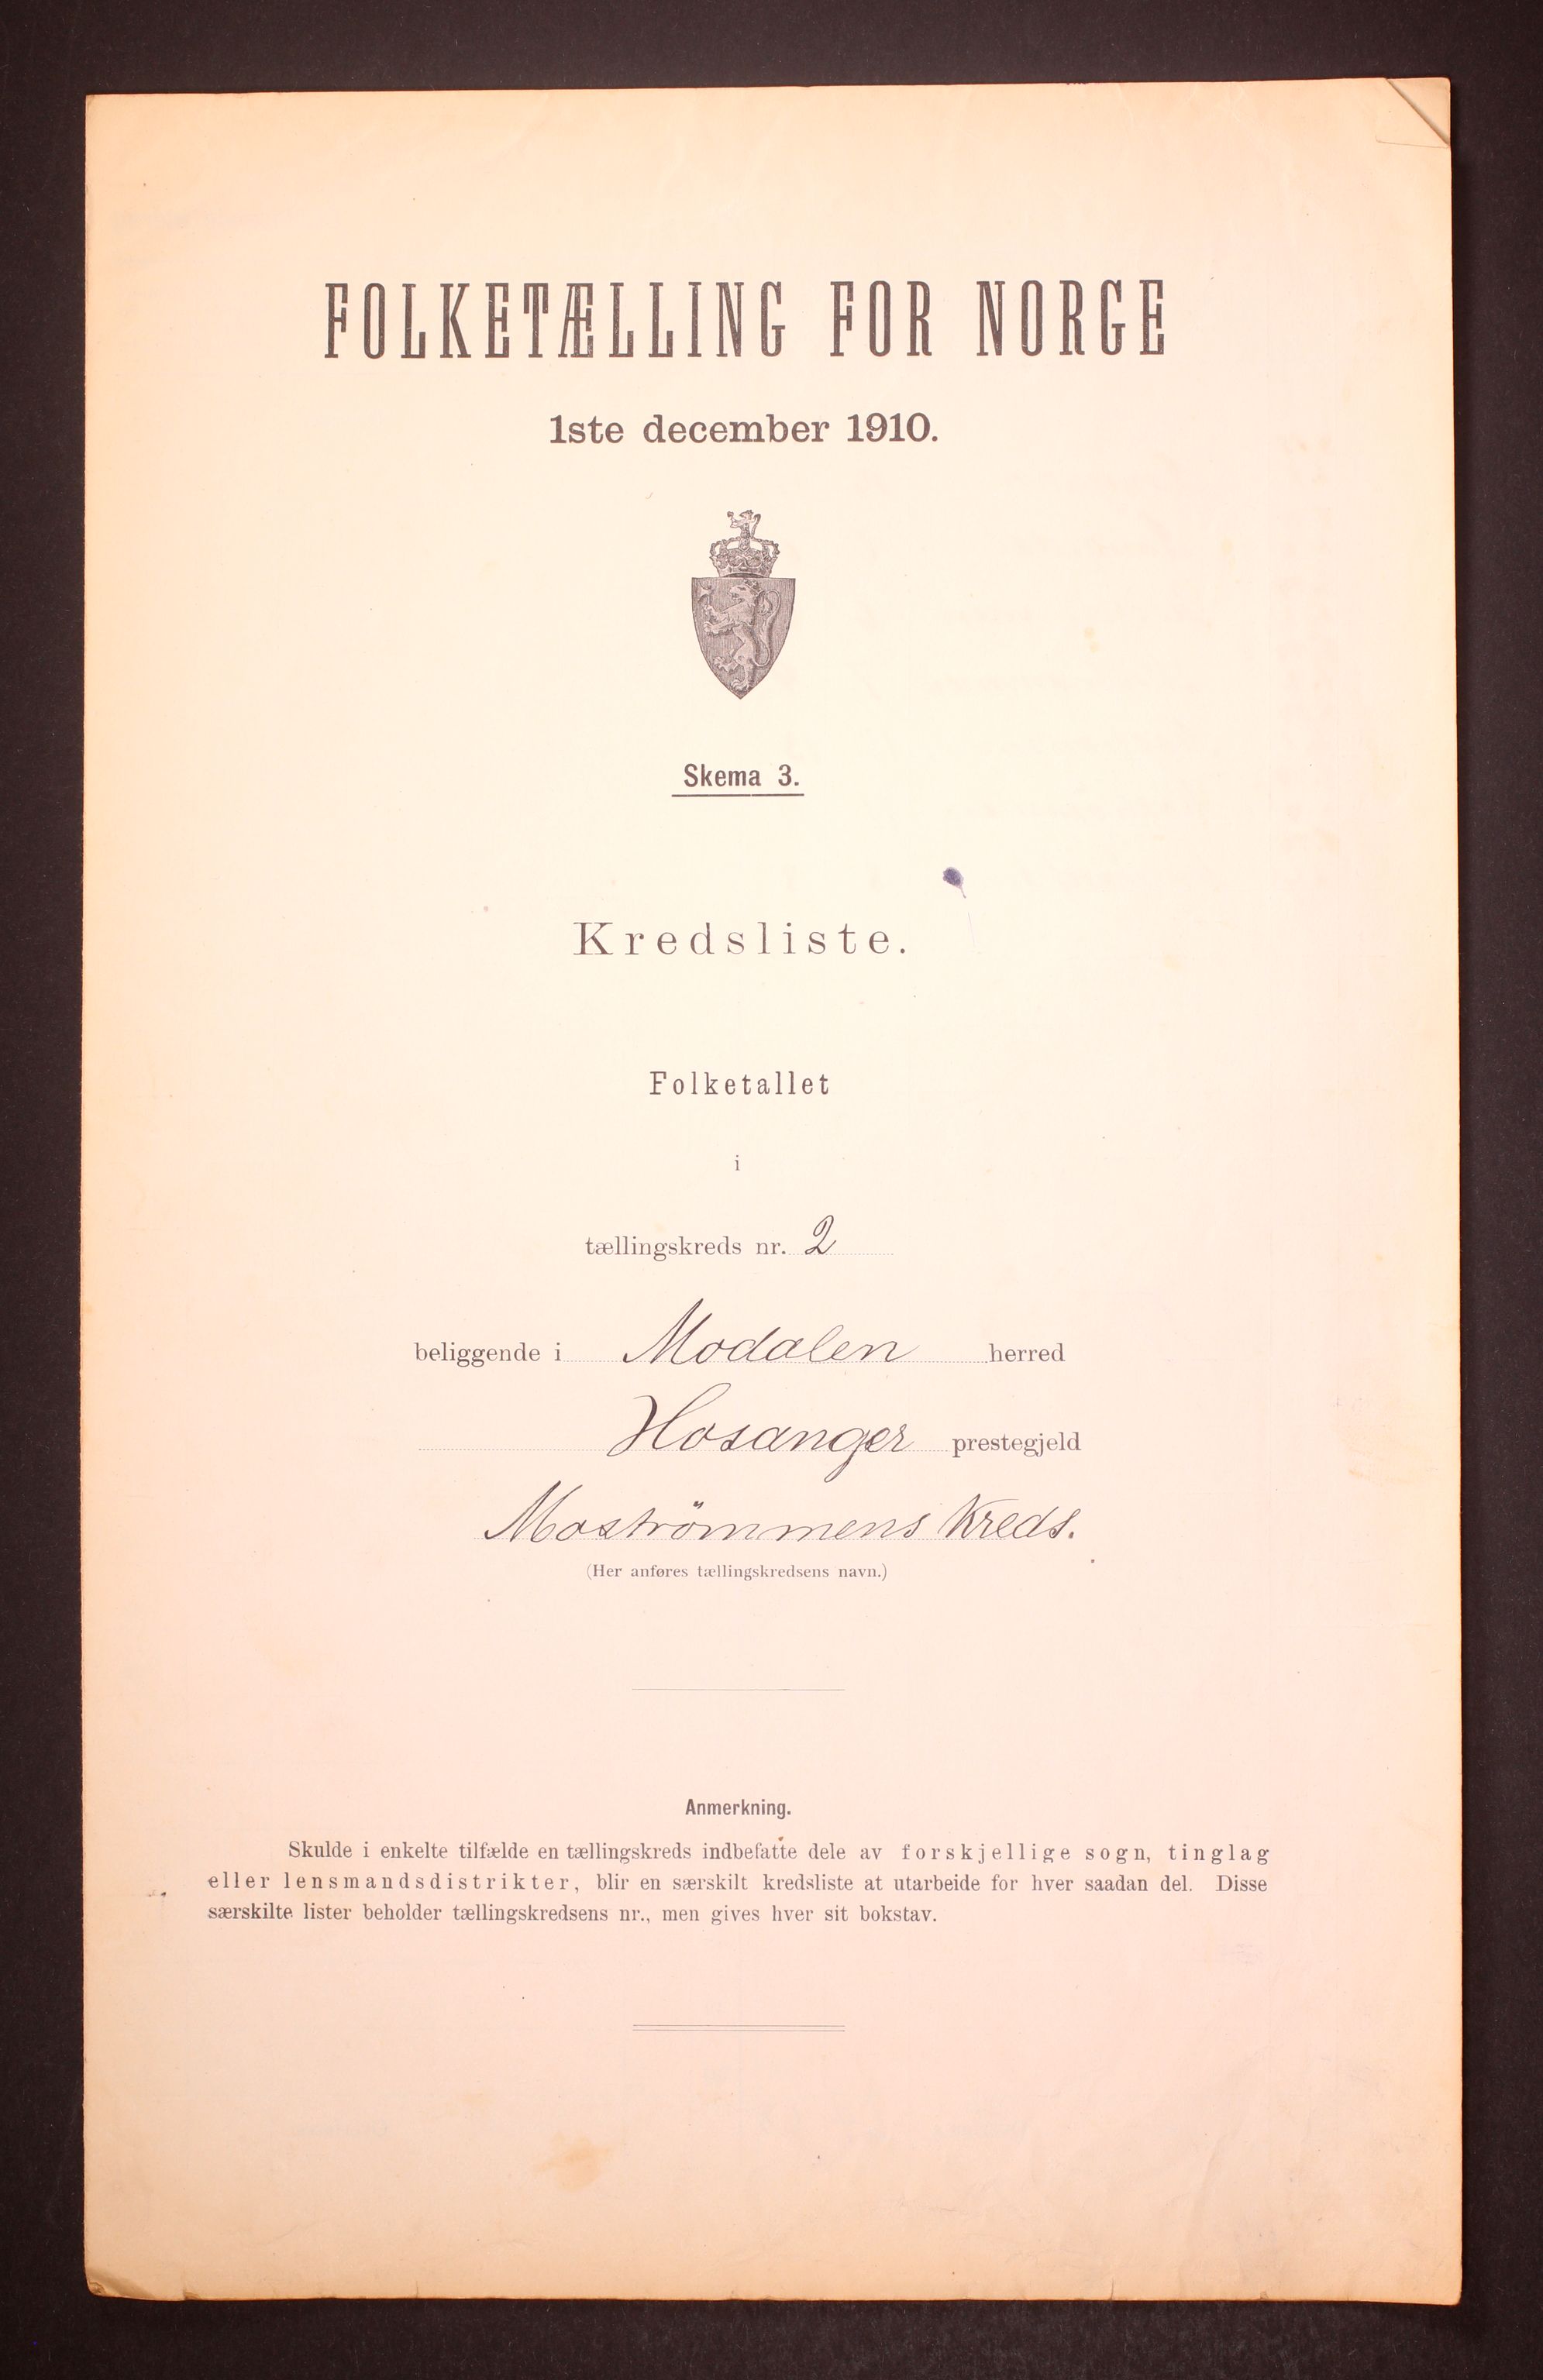 FOLKETÆLLING FOR NORGE
1ste december 1910.
Skema 3.
Kredsliste.
Folketallet
i
tællingskreds nr. 2
beliggende i Modalen herred
Hosanger prestegjeld
Moströmmens Kreds.
(Her anføres tællingskredsens navn.)
Anmerkning.
Skulde i enkelte tilfælde en tællingskreds indbefatte dele av forskjellige sogn, tinglag
eller lensmandsdistrikter, blir en særskilt kredsliste at utarbeide for hver saadan del. Disse
særskilte lister beholder tællingskredsens nr., men gives hver sit bokstav.